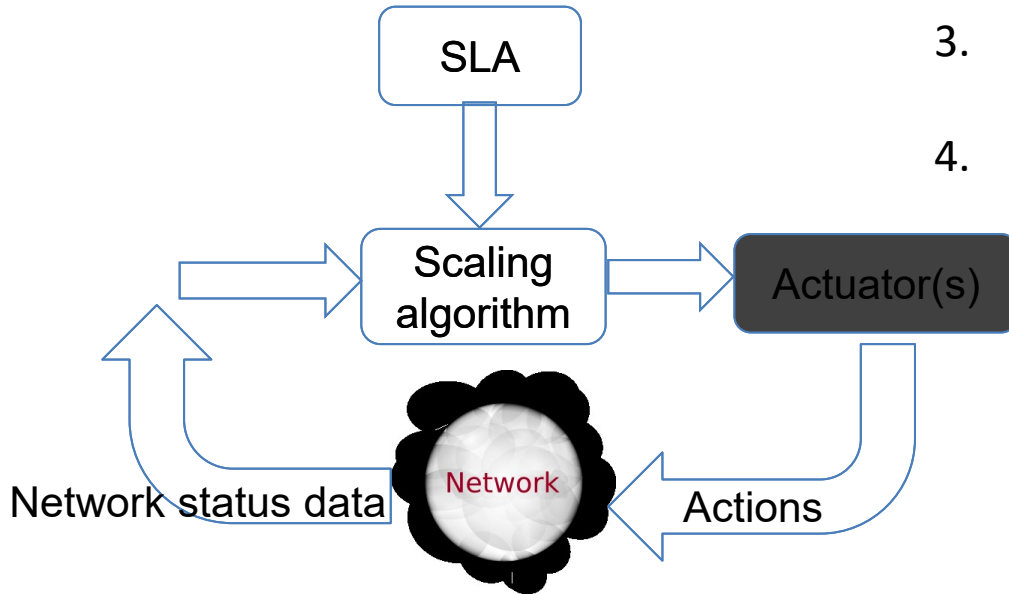 SLA
3.
4.
Scaling
algorithm
Actuator(s)
Network
Network status data
Actions